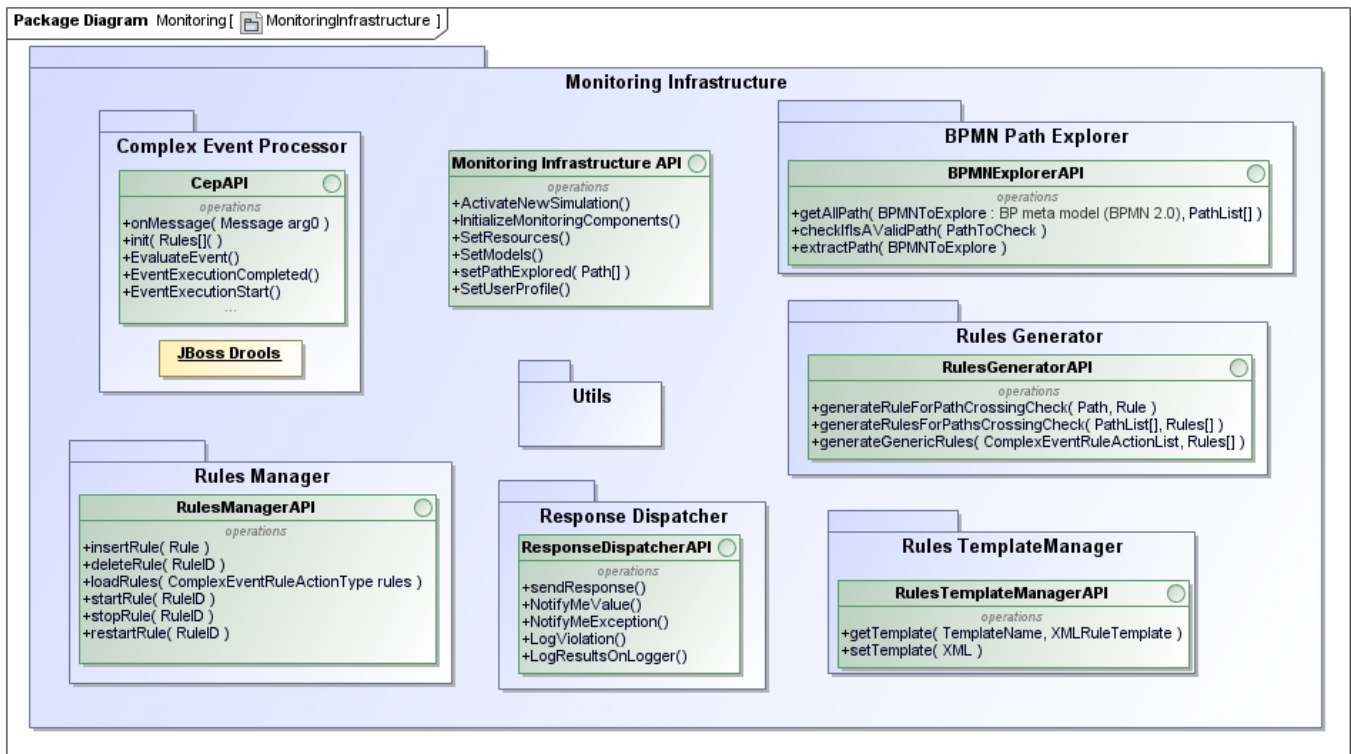 Package Diagram Monitoring [ MonitoringInfrastructure ]
Monitoring Infrastructure
Complex Event Processor
CepAPI
operations
+onMessage( Message arg0 )
+init( Rules[]( )
+EvaluateEvent()
+EventExecutionCompleted()
+EventExecutionStart()
...
JBoss Drools
Monitoring Infrastructure API
operations
+ActivateNewSimulation()
+InitializeMonitoringComponents()
+SetResources()
+SetModels()
+setPathExplored( Path[] )
+SetUserProfile()
BPMN Path Explorer
BPMNExplorerAPI
operations
+getAllPath( BPMNToExplore : BP meta model (BPMN 2.0), PathList[] )
+checkIfIsAValidPath( PathToCheck )
+extractPath( BPMNToExplore )
Utils
Rules Generator
RulesGeneratorAPI
operations
+generateRuleForPathCrossingCheck( Path, Rule )
+generateRulesForPathsCrossingCheck( PathList[], Rules[] )
+generateGenericRules( ComplexEventRuleActionList, Rules[] )
Rules Manager
RulesManagerAPI
operations
+insertRule( Rule )
+deleteRule( RuleID )
+loadRules( ComplexEventRuleActionType rules )
+startRule( RuleID )
+stopRule( RuleID )
+restartRule( RuleID )
Response Dispatcher
ResponseDispatcherAPI
operations
+sendResponse()
+NotifyMeValue()
+NotifyMeException()
+LogViolation()
+LogResultsOnLogger()
Rules TemplateManager
RulesTemplateManagerAPI
operations
+getTemplate( TemplateName, XMLRuleTemplate )
+setTemplate( XML )